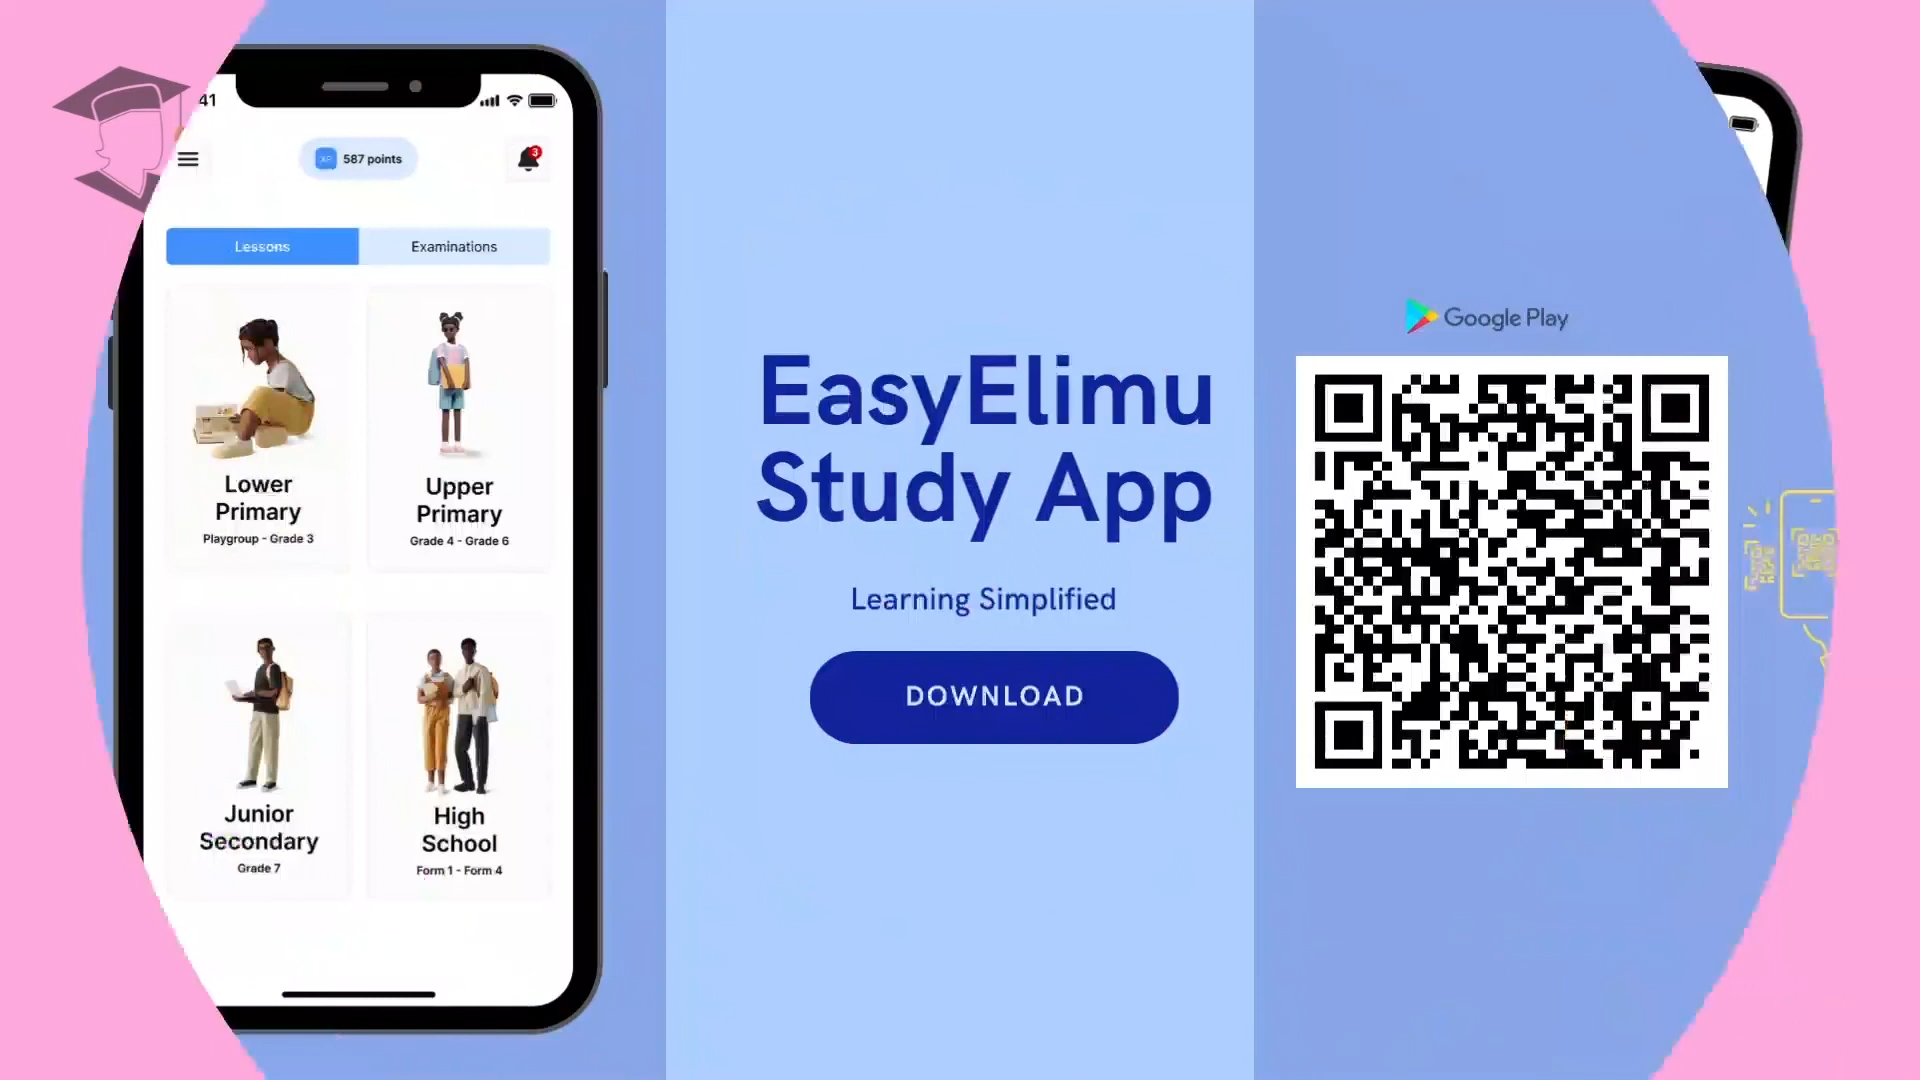 41
587 points
3
Lessons
Examinations
Lower
Primary
Playgroup - Grade 3
Upper
Primary
Grade 4 - Grade 6
Junior
Secondary
Grade 7
High
School
Form 1 - Form 4
EasyElimu
Study App
Learning Simplified
DOWNLOAD
Google Play